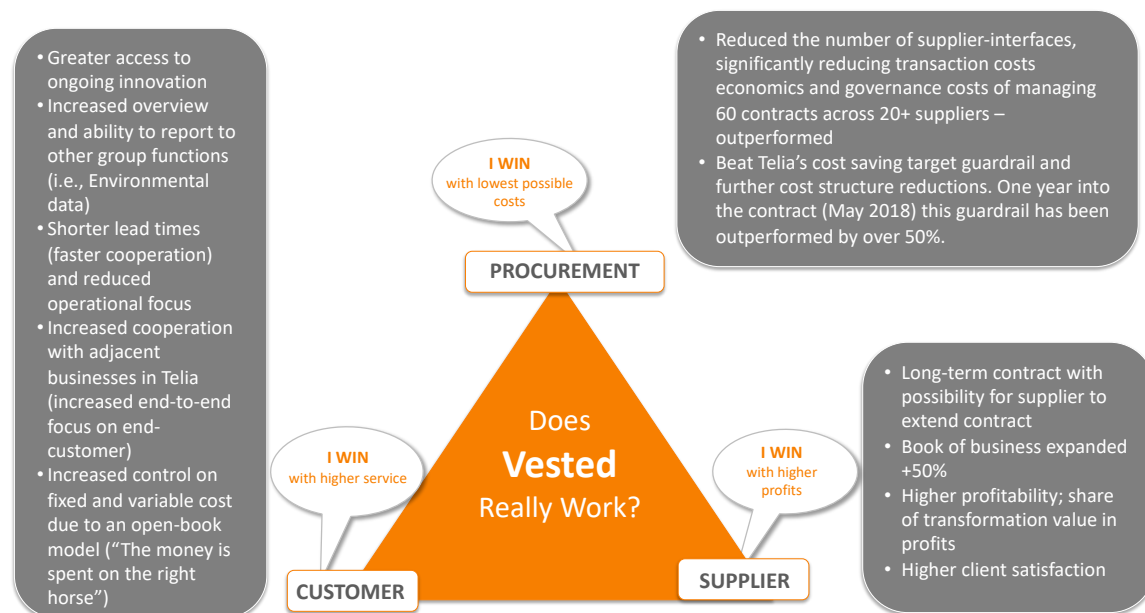 • Greater access to
ongoing innovation
• Increased overview
and ability to report to
other group functions
(i.e., Environmental
data)
• Shorter lead times
(faster cooperation)
and reduced
operational focus
• Increased cooperation
with adjacent
businesses in Telia
(increased end-to-end
focus on end-
customer)
• Increased control on
fixed and variable cost
due to an open-book
model (“The money is
spent on the right
horse”)
• Reduced the number of supplier-interfaces,
significantly reducing transaction costs
economics and governance costs of managing
60 contracts across 20+ suppliers –
outperformed
• Beat Telia’s cost saving target guardrail and
further cost structure reductions. One year into
the contract (May 2018) this guardrail has been
outperformed by over 50%.
I WIN
with lowest possible
costs
PROCUREMENT
Does
Vested
Really Work?
I WIN
with higher service
CUSTOMER
I WIN
with higher
profits
SUPPLIER
• Long-term contract with
possibility for supplier to
extend contract
• Book of business expanded
+50%
• Higher profitability; share
of transformation value in
profits
• Higher client satisfaction